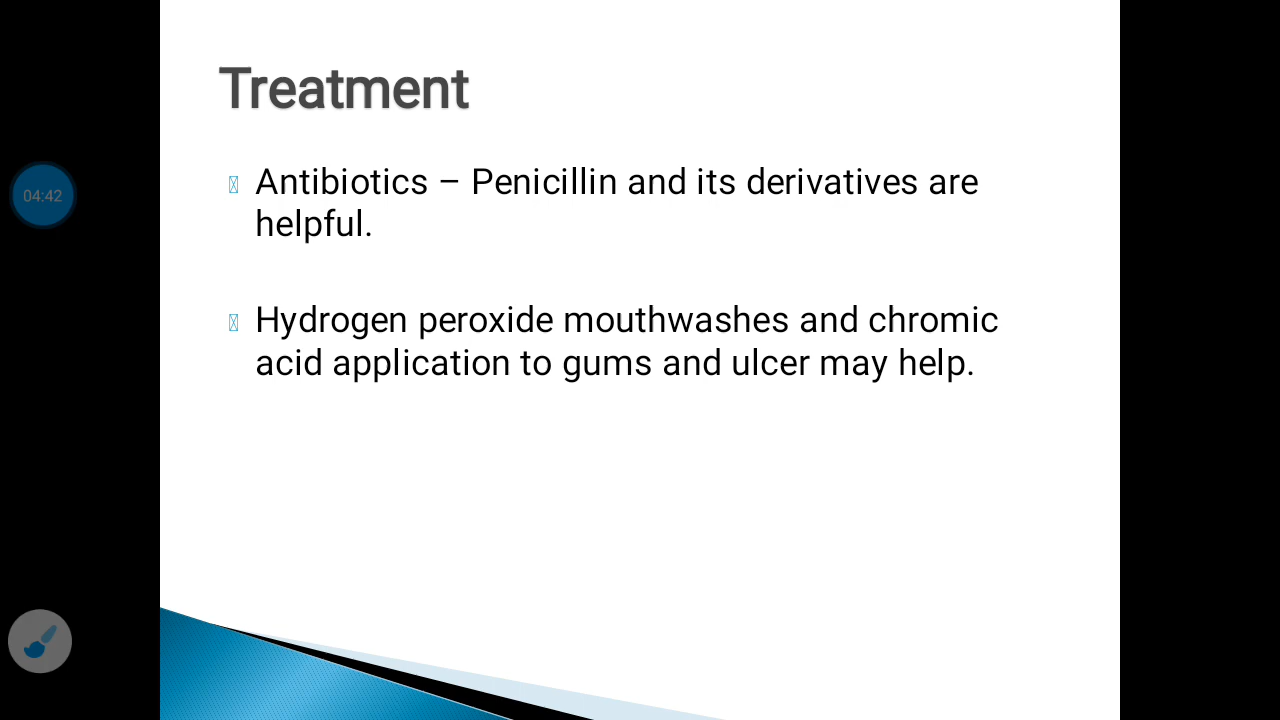 Treatment
04:42
Antibiotics – Penicillin and its derivatives are
helpful.
Hydrogen peroxide mouthwashes and chromic
acid application to gums and ulcer may help.